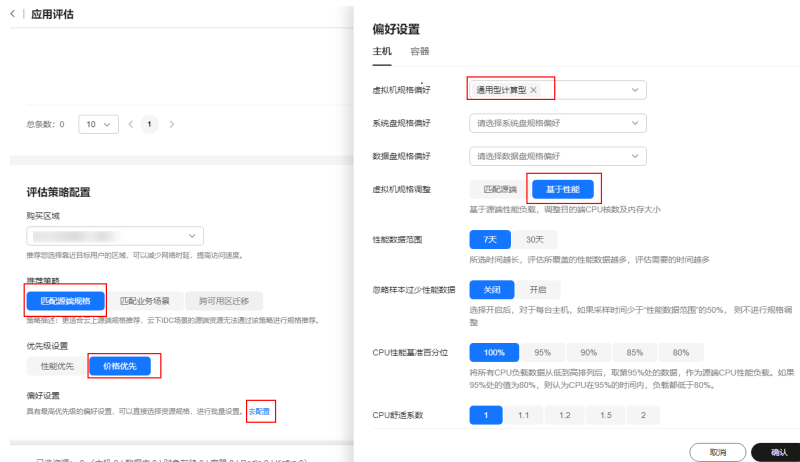 应用评估
总条数：0
10
1
评估策略配置
购买区域
推荐您选择靠近目标用户的区域，可以减少网络时延，提高访问速度。
推荐策略
匹配源端规格
匹配业务场景
跨可用区迁移
策略描述：更适合云上源端规格推荐，云下IDC场景的源端资源无法通过该策略进行规格推荐。
优先级设置
性能优先
价格优先
偏好设置
具有最高优先级的偏好设置，可以直接选择资源规格，进行批量设置。去配置
偏好设置
主机
容器
虚拟机规格偏好
通用型计算型
系统盘规格偏好
请选择系统盘规格偏好
数据盘规格偏好
请选择数据盘规格偏好
虚拟机规格调整
匹配源端
基于性能
基于源端性能负载，调整目的端CPU核数及内存大小
性能数据范围
7天
30天
所选时间越长，评估所覆盖的性能数据越多，评估需要的时间越多
忽略样本过少性能数据
关闭
开启
选择开启后，对于每台主机，如果采样时间少于“性能数据范围”的50%，则不进行规格调
整
CPU性能基准百分位
100%
95%
90%
85%
80%
将所有CPU负载数据从低到高排列后，取第95%处的数据，作为源端CPU性能负载。如果
95%处的值为80%，则认为CPU在95%的时间内，负载都低于80%。
CPU舒适系数
1
1.1
1.2
1.5
2
取消
确认